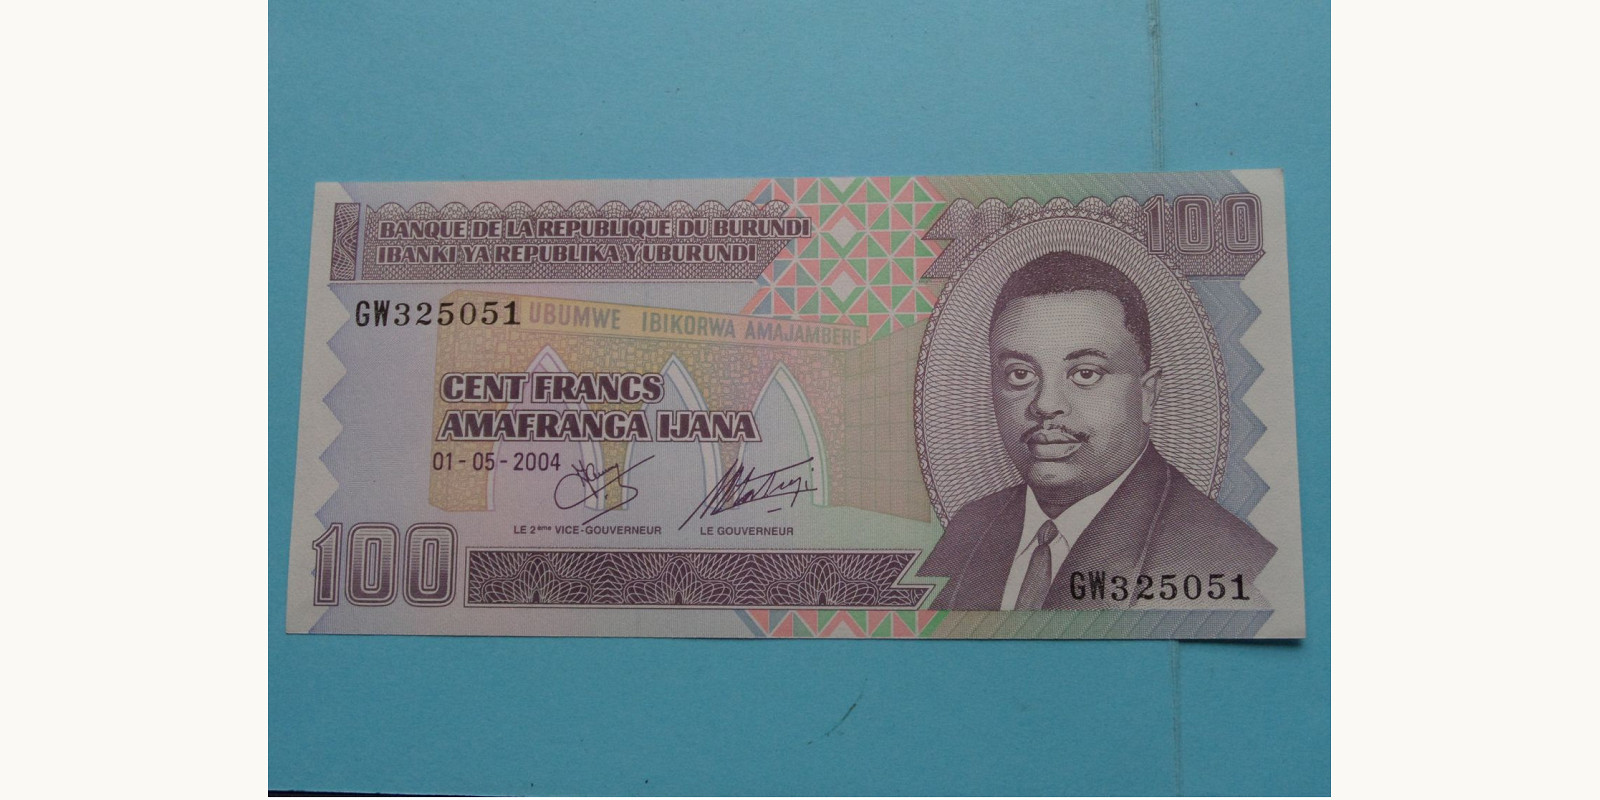 BANQUE DE LA REPUBLIQUE DU BURUNDI
IBANKI YA REPUBLIKA Y'UBURUNDI
100
GW325051
UBUMWE IBIKORWA AMAJAMBERE
CENT FRANCS
AMAFRANGA IJANA
01-05-2004
LE 2ème VICE-GOUVERNEUR
LE GOUVERNEUR
100
GW325051